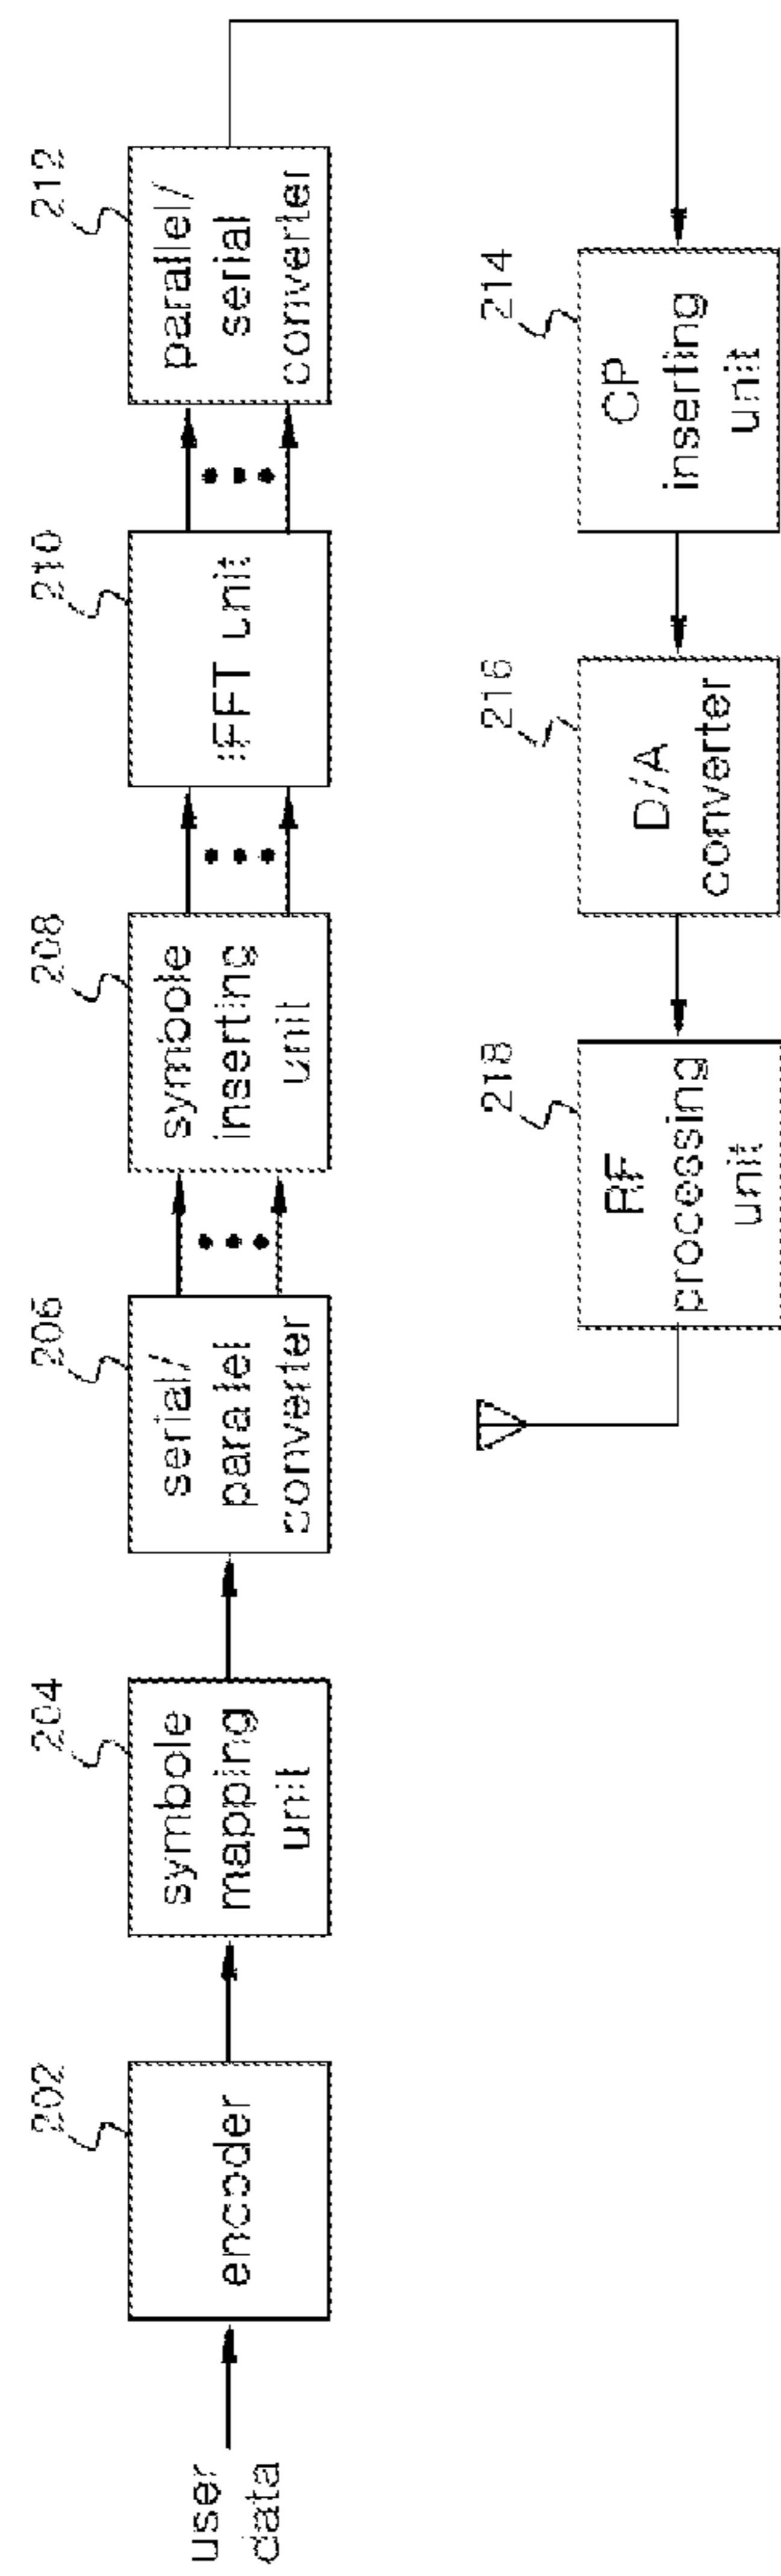 user
data
202
encoder
204
symbole
mapping
unit
206
serial/
parallel
converter
208
symbole
inserting
unit
210
IFFT unit
212
parallel/
serial
converter
214
CP
inserting
unit
216
D/A
converter
218
RF
processing
unit